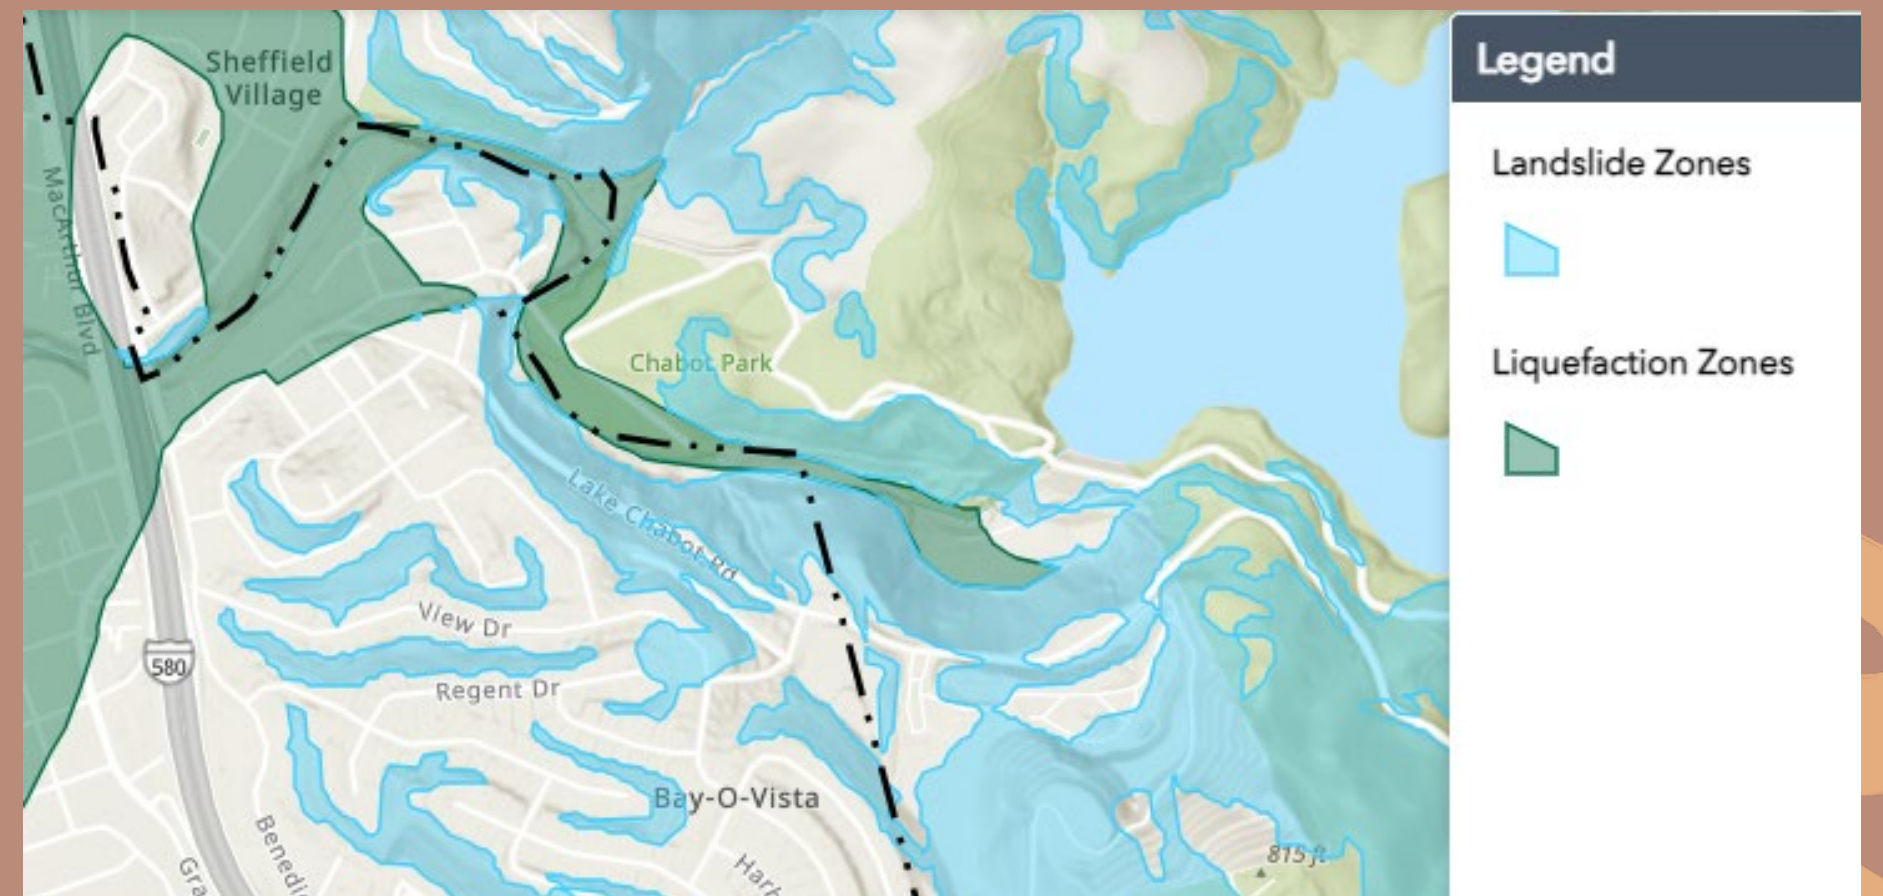 Sheffield
Village
MacArthur Blvd
Chabot Park
Lake Chabot Rd
View Dr
580
Regent Dr
Bay-O-Vista
815 ft
Legend
Landslide Zones
Liquefaction Zones